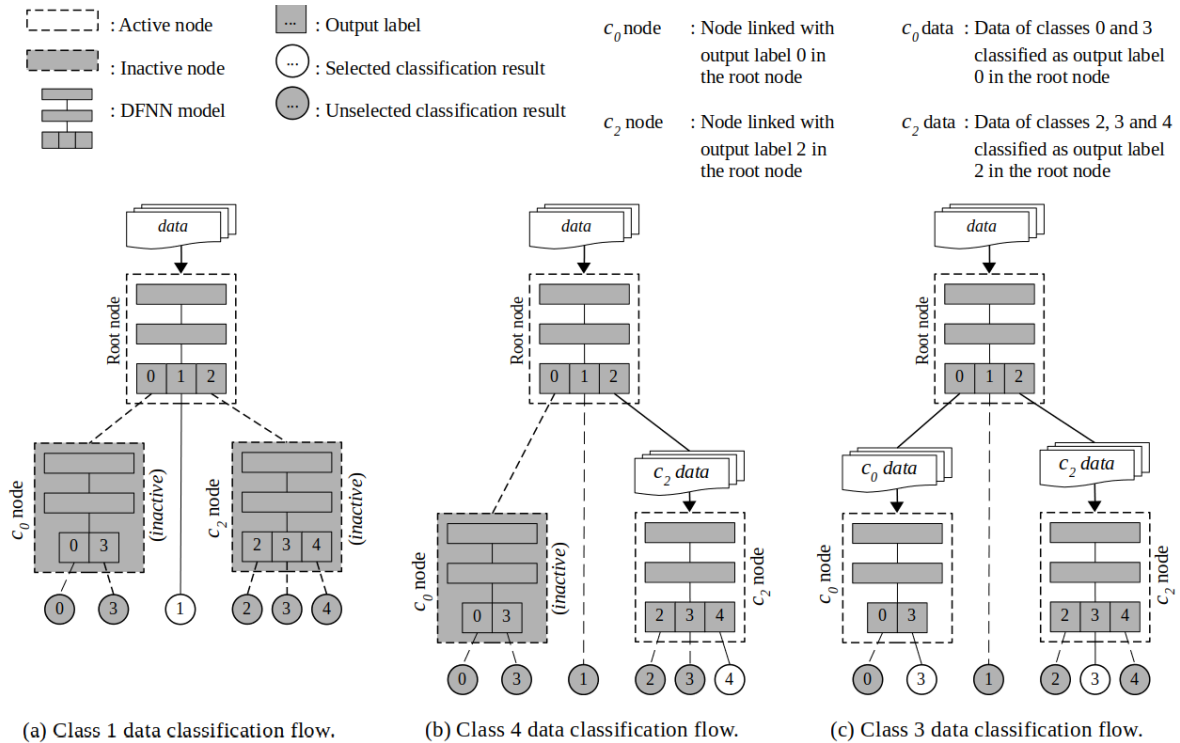 : Active node
: Inactive node
: DFNN model
... : Output label
... : Selected classification result
... : Unselected classification result
c0 node : Node linked with
output label 0 in
the root node
c2 node : Node linked with
output label 2 in
the root node
c0 data : Data of classes 0 and 3
classified as output label
0 in the root node
c2 data : Data of classes 2, 3 and 4
classified as output label
2 in the root node
data
Root node
0 1 2
c0 node
(inactive)
0 3
c2 node
(inactive)
2 3 4
0 3 1 2 3 4
(a) Class 1 data classification flow.
data
Root node
0 1 2
c2 data
c0 node
(inactive)
0 3
c2 node
2 3 4
0 3 1 2 3 4
(b) Class 4 data classification flow.
data
Root node
0 1 2
c0 data
c2 data
c0 node
0 3
c2 node
2 3 4
0 3 1 2 3 4
(c) Class 3 data classification flow.